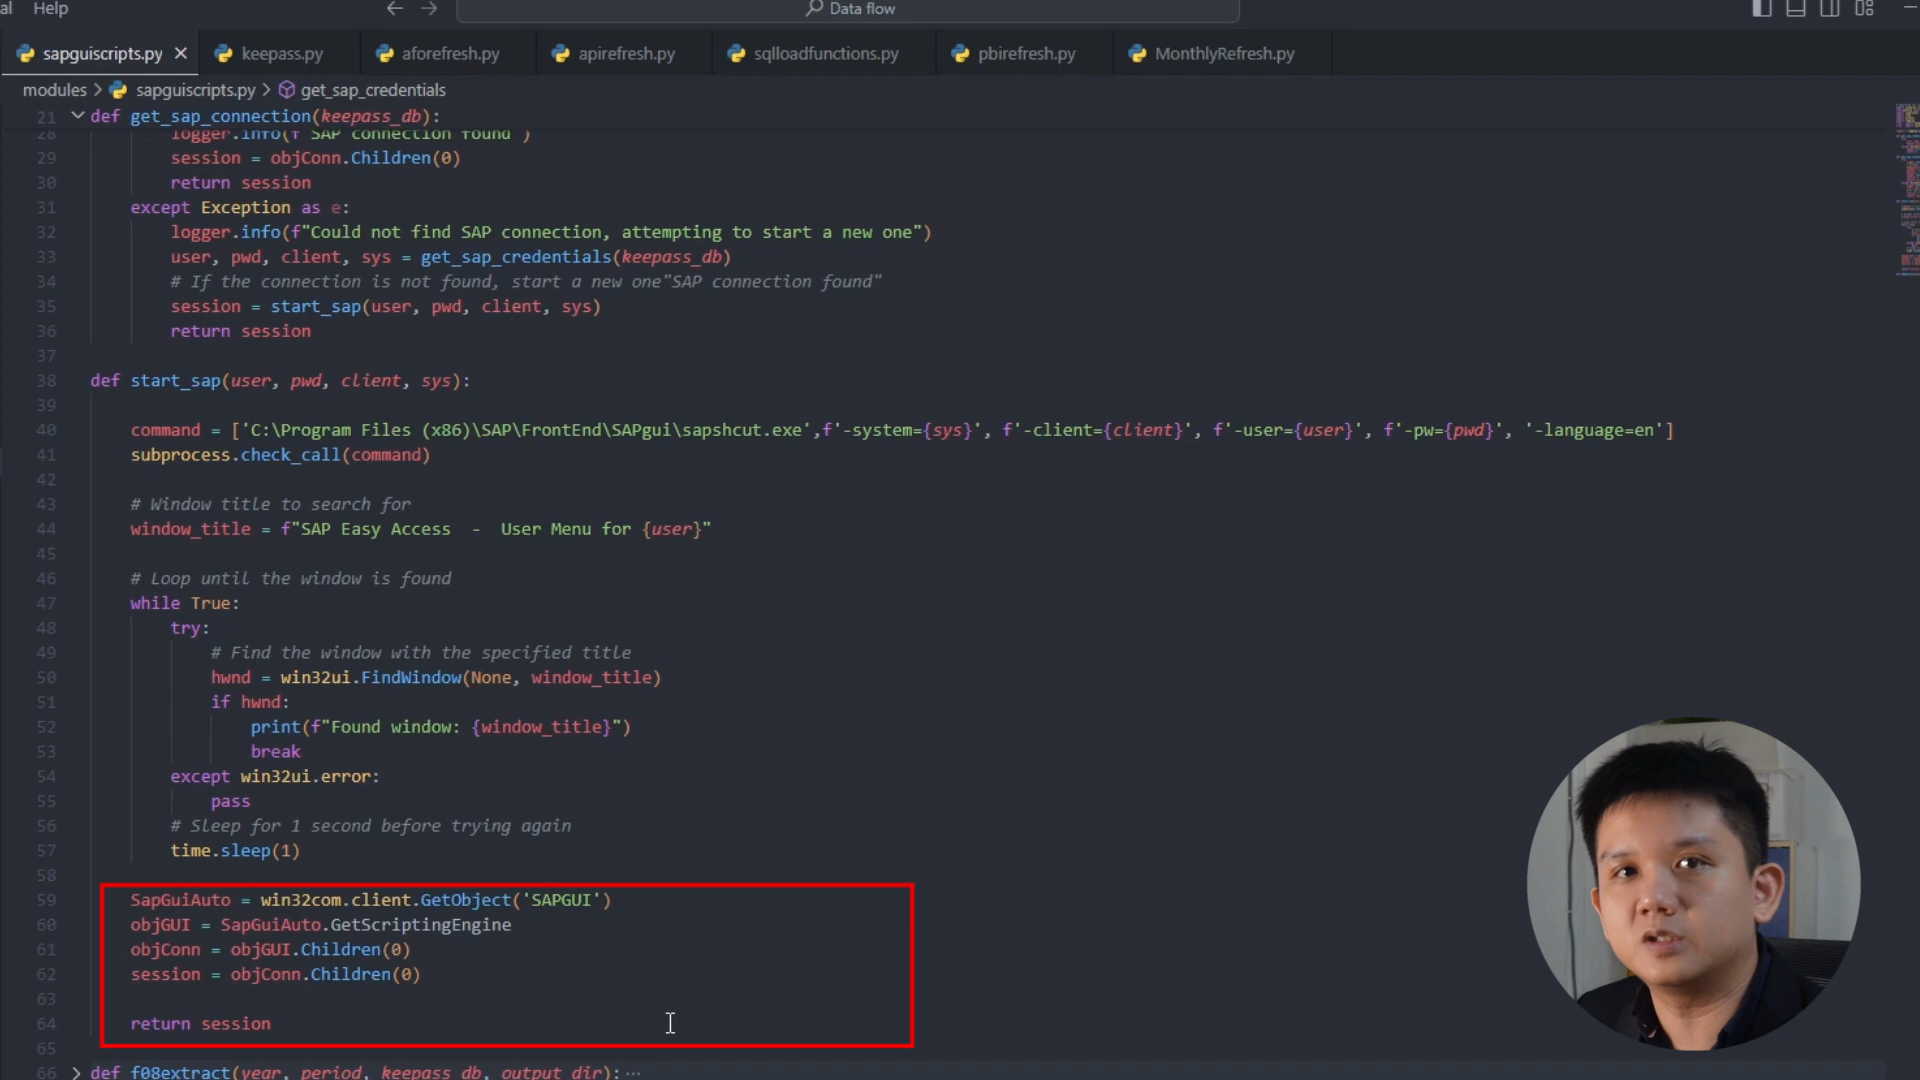 al Help Data flow
sapguiscripts.py keepass.py aforefresh.py apirefresh.py sqlloadfunctions.py pbirefresh.py MonthlyRefresh.py
modules > sapguiscripts.py > get_sap_credentials
21 def get_sap_connection(keepass_db):
28 logger.info(f"SAP connection found")
29 session = objConn.Children(0)
30 return session
31 except Exception as e:
32 logger.info(f"Could not find SAP connection, attempting to start a new one")
33 user, pwd, client, sys = get_sap_credentials(keepass_db)
34 # If the connection is not found, start a new one"SAP connection found"
35 session = start_sap(user, pwd, client, sys)
36 return session
37
38 def start_sap(user, pwd, client, sys):
39
40 command = ['C:\Program Files (x86)\SAP\FrontEnd\SAPgui\sapshcut.exe',f'-system={sys}', f'-client={client}', f'-user={user}', f'-pw={pwd}', '-language=en']
41 subprocess.check_call(command)
42
43 # Window title to search for
44 window_title = f"SAP Easy Access  -  User Menu for {user}"
45
46 # Loop until the window is found
47 while True:
48 try:
49 # Find the window with the specified title
50 hwnd = win32ui.FindWindow(None, window_title)
51 if hwnd:
52 print(f"Found window: {window_title}")
53 break
54 except win32ui.error:
55 pass
56 # Sleep for 1 second before trying again
57 time.sleep(1)
58
59 SapGuiAuto = win32com.client.GetObject('SAPGUI')
60 objGUI = SapGuiAuto.GetScriptingEngine
61 objConn = objGUI.Children(0)
62 session = objConn.Children(0)
63
64 return session
65
66 def f08extract(year, period, keepass_db, output_dir):···